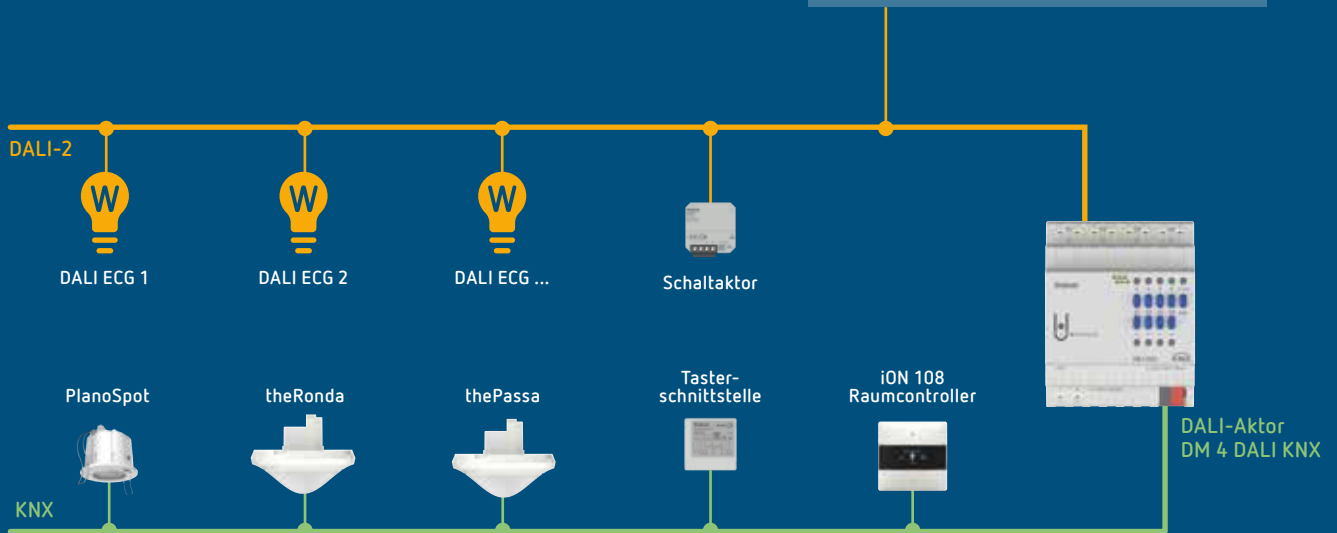 DALI-2
W
W
W
DALI ECG 1
DALI ECG 2
DALI ECG ...
Schaltaktor
PlanoSpot
theRonda
thePassa
Taster-
schnittstelle
iON 108
Raumcontroller
DALI-Aktor
DM 4 DALI KNX
KNX